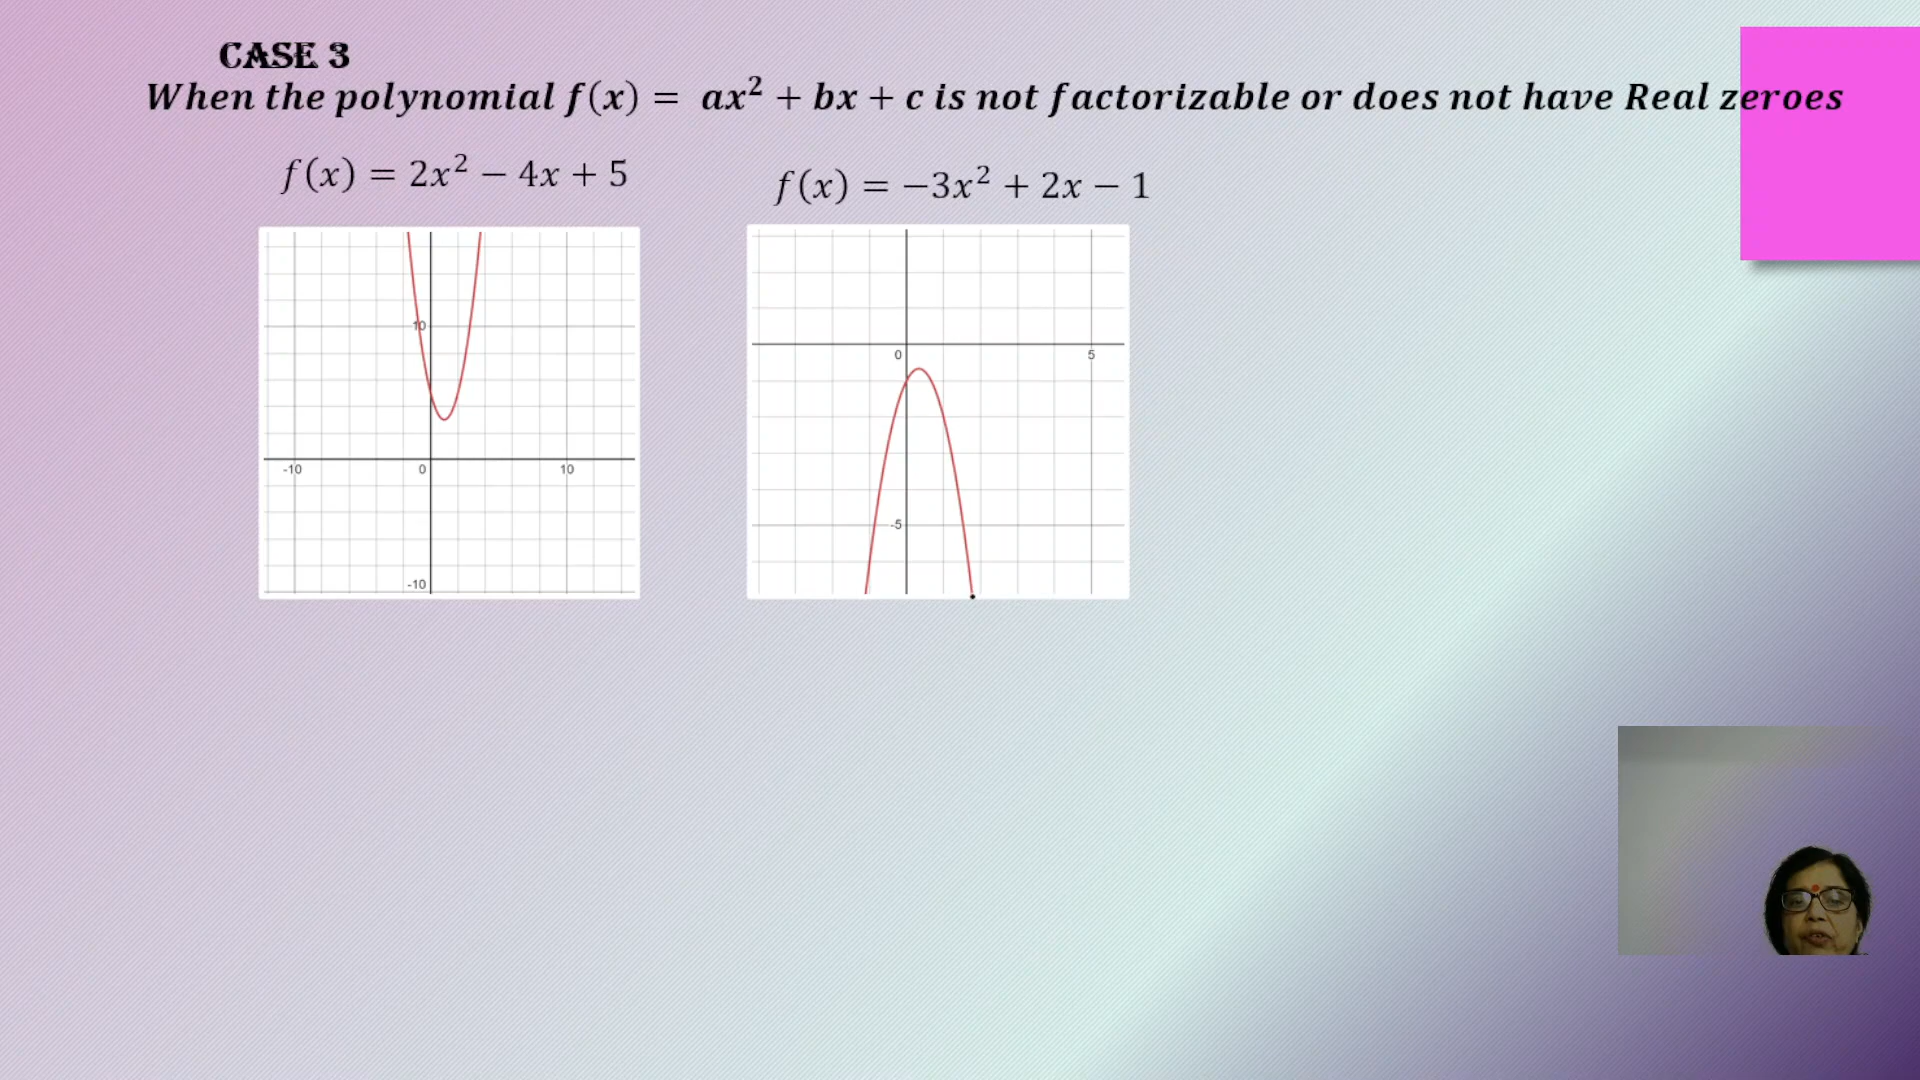 CASE 3
When the polynomial f(x) = ax² + bx + c is not factorizable or does not have Real zeroes
f(x) = 2x² − 4x + 5
f(x) = −3x² + 2x − 1
10
-10
0
10
-10
0
5
-5